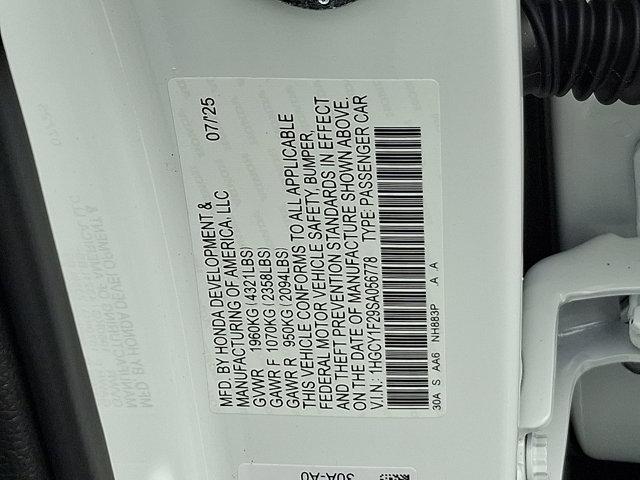 MFD. BY HONDA DEVELOPMENT & 07/'25
MANUFACTURING OF AMERICA, LLC
GVWR 1960KG (4321LBS)
GAWR F 1070KG (2358LBS)
GAWR R 950KG (2094LBS)
THIS VEHICLE CONFORMS TO ALL APPLICABLE
FEDERAL MOTOR VEHICLE SAFETY, BUMPER,
AND THEFT PREVENTION STANDARDS IN EFFECT
ON THE DATE OF MANUFACTURE SHOWN ABOVE.
V.I.N.: 1HGCY1F29SA056778 TYPE: PASSENGER CAR
30A S AA6 NH883P A A
30A-A0